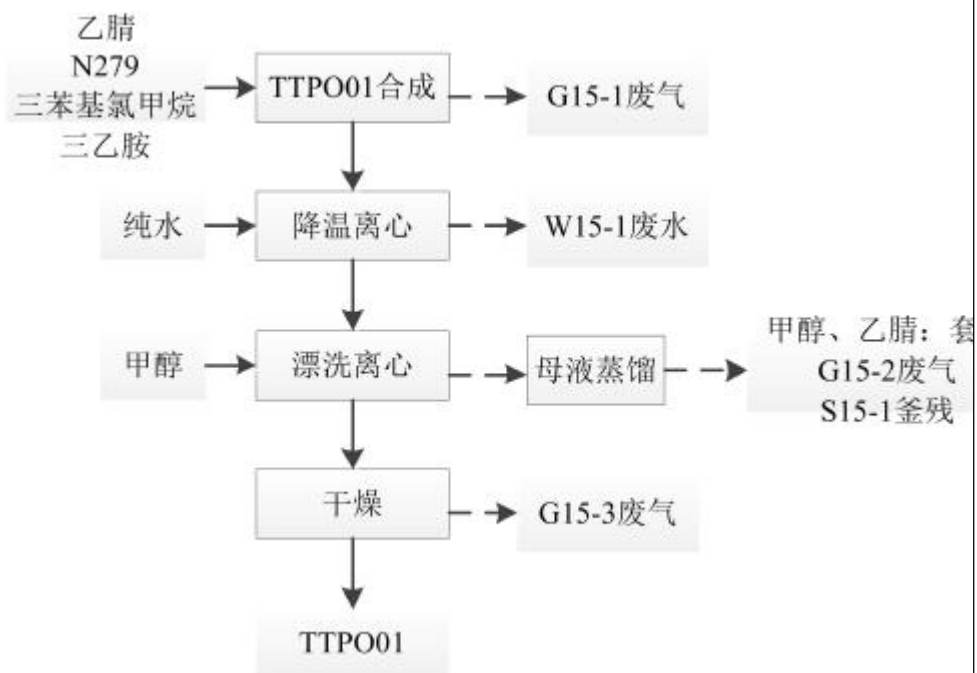 乙腈
N279
三苯基氯甲烷
三乙胺
TTPO01合成
G15-1废气
纯水
降温离心
W15-1废水
甲醇
漂洗离心
母液蒸馏
甲醇、乙腈：套
G15-2废气
S15-1釜残
干燥
G15-3废气
TTPO01